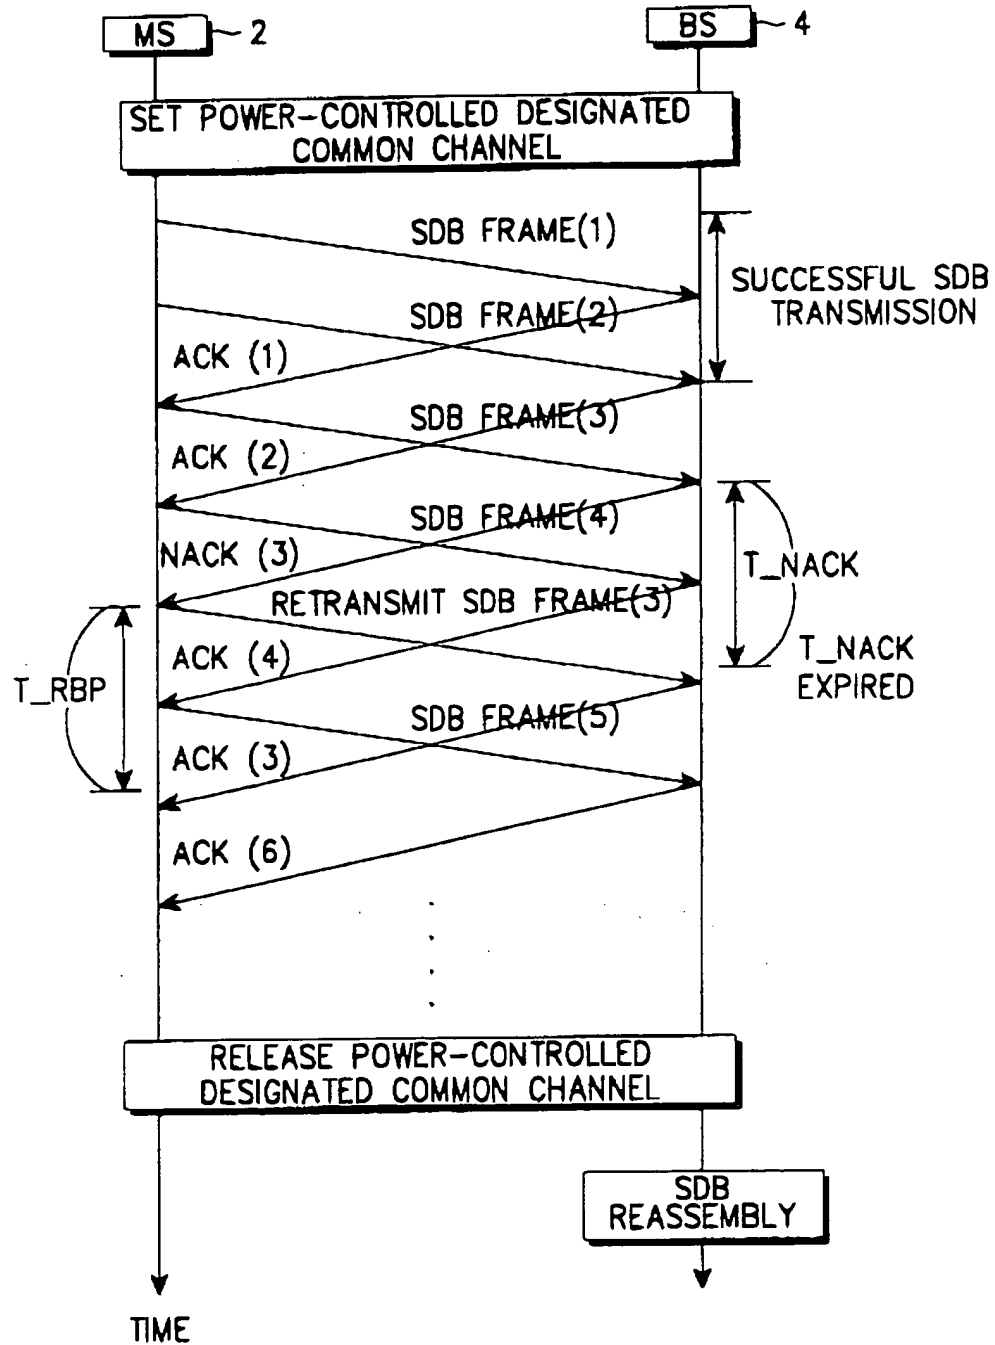 MS 2
BS 4
SET POWER-CONTROLLED DESIGNATED
COMMON CHANNEL
SDB FRAME(1)
SUCCESSFUL SDB
TRANSMISSION
SDB FRAME(2)
ACK (1)
SDB FRAME(3)
ACK (2)
SDB FRAME(4)
NACK (3)
T_NACK
RETRANSMIT SDB FRAME(3)
T_NACK
EXPIRED
ACK (4)
T_RBP
SDB FRAME(5)
ACK (3)
ACK (6)
RELEASE POWER-CONTROLLED
DESIGNATED COMMON CHANNEL
SDB
REASSEMBLY
TIME